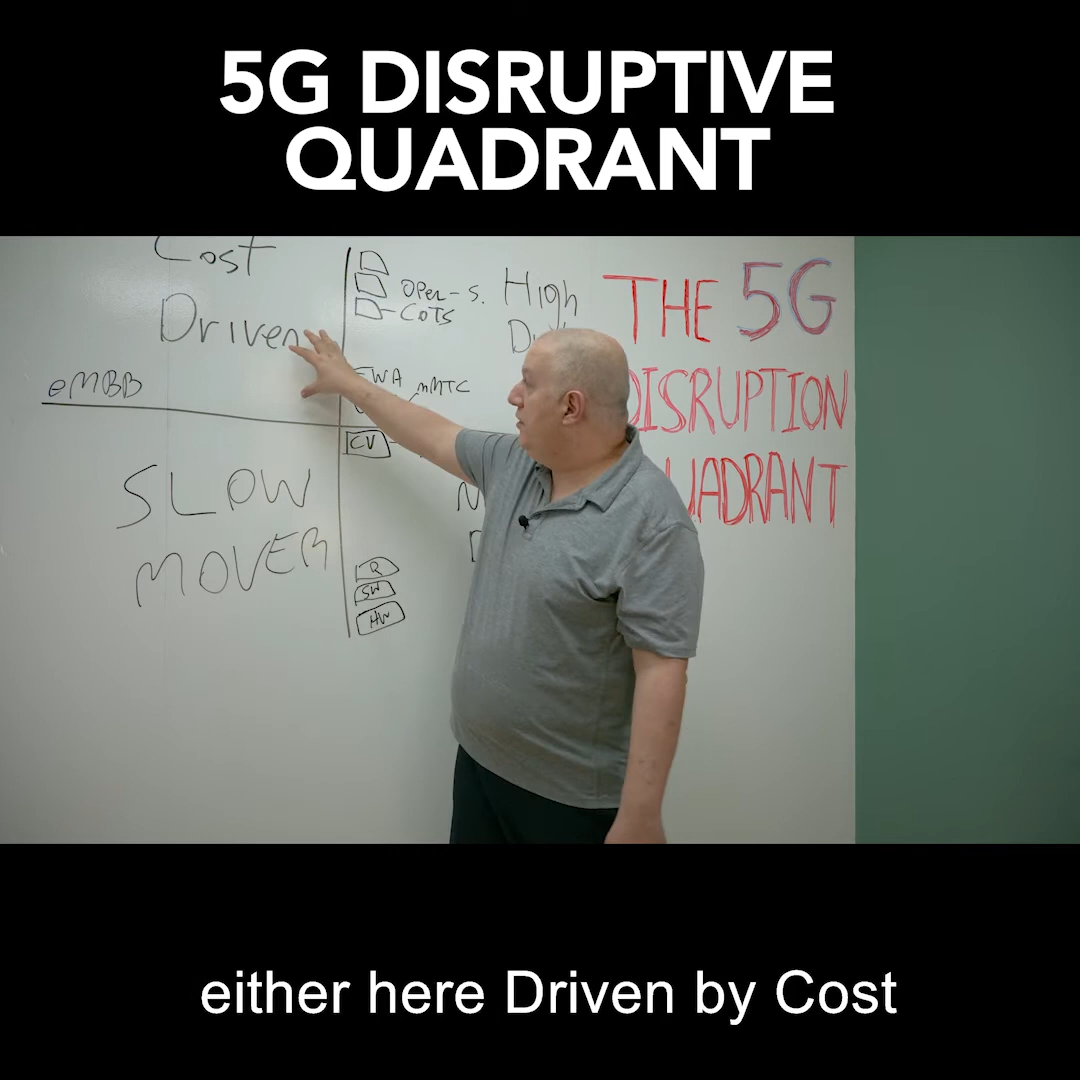 5G DISRUPTIVE
QUADRANT
Cost
Driven
eMBB
SLOW
MOVER
OPen-S.
COTS
High
FWA
mMTC
CV
R
SW
HW
THE 5G
DISRUPTION
QUADRANT
either here Driven by Cost